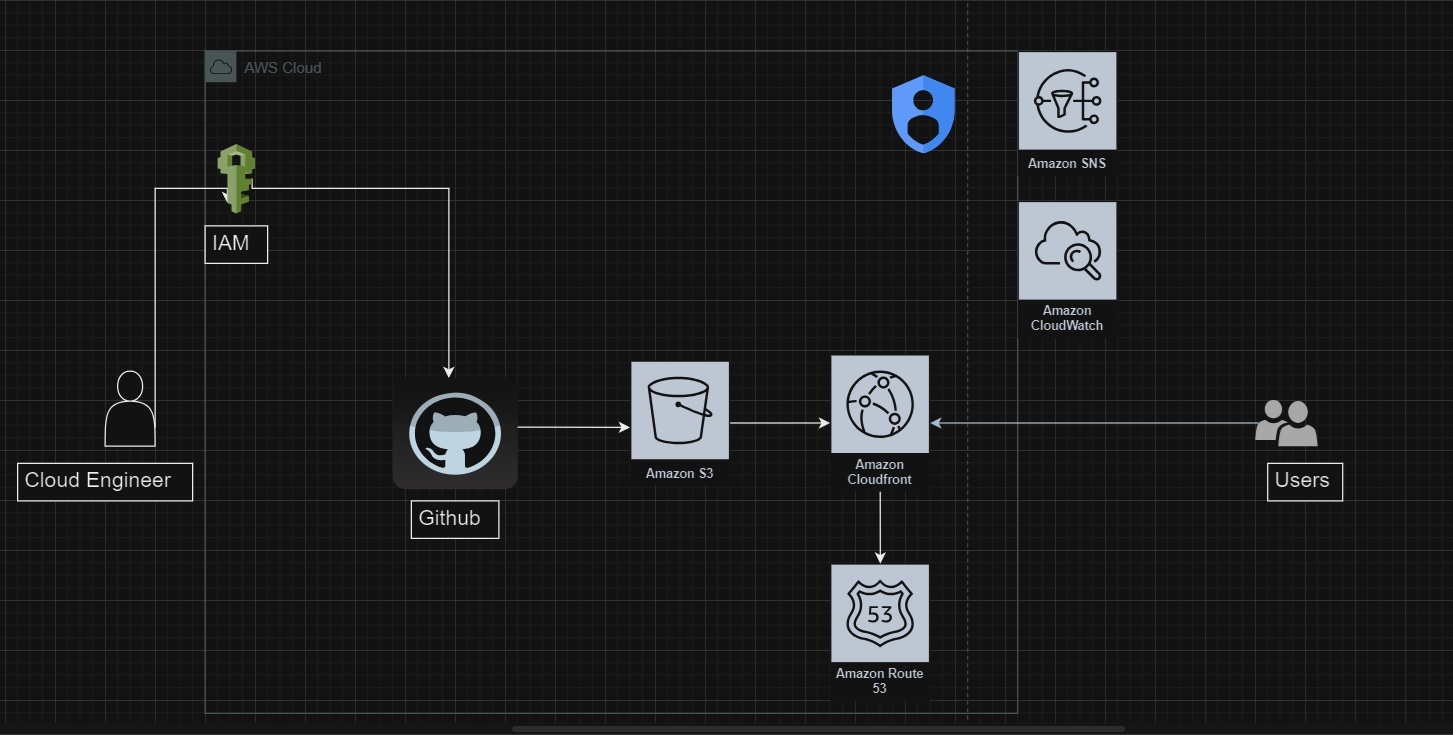 AWS Cloud
Amazon SNS
IAM
Amazon
CloudWatch
Cloud Engineer
Github
Amazon S3
Amazon
Cloudfront
Users
53
Amazon Route
53